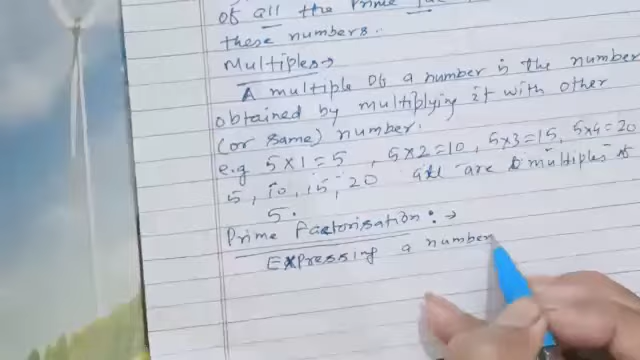 of all the Prime
these numbers.
Multiples→
A multiple of a number is the number
obtained by multiplying it with other
(or same) number.
e.g 5×1=5 , 5×2=10, 5×3=15, 5×4=20
5, 10, 15, 20 all are multiples of
5.
Prime Factorisation:→
Expressing a number